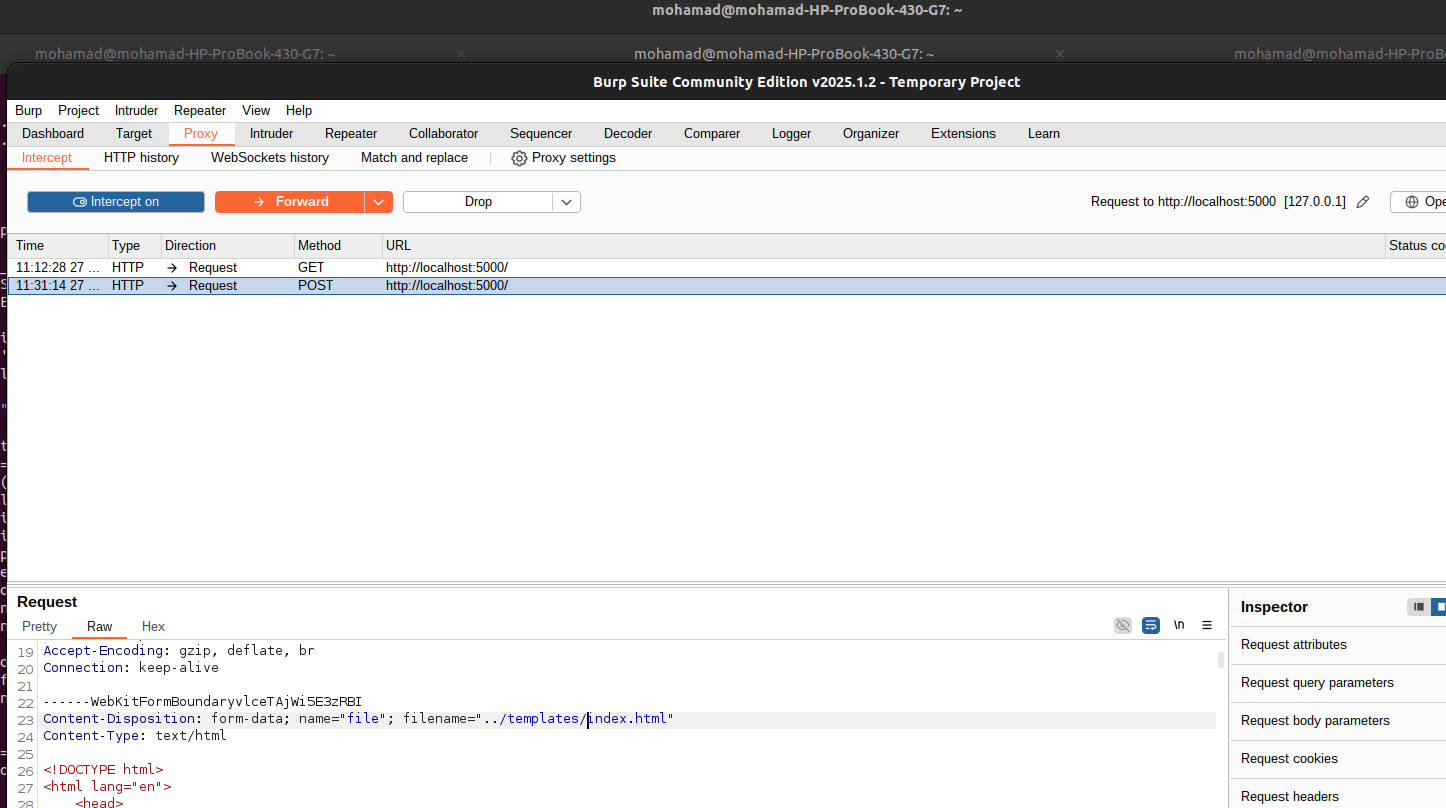 mohamad@mohamad-HP-ProBook-430-G7: ~
mohamad@mohamad-HP-ProBook-430-G7: ~ × mohamad@mohamad-HP-ProBook-430-G7: ~ × mohamad@mohamad-HP-ProB
Burp Suite Community Edition v2025.1.2 - Temporary Project
Burp Project Intruder Repeater View Help
Dashboard Target Proxy Intruder Repeater Collaborator Sequencer Decoder Comparer Logger Organizer Extensions Learn
Intercept HTTP history WebSockets history Match and replace Proxy settings
Intercept on → Forward Drop Request to http://localhost:5000 [127.0.0.1] Ope
Time Type Direction Method URL Status co
11:12:28 27 ... HTTP → Request GET http://localhost:5000/
11:31:14 27 ... HTTP → Request POST http://localhost:5000/
Request
Pretty Raw Hex \n
19 Accept-Encoding: gzip, deflate, br
20 Connection: keep-alive
21
22 ------WebKitFormBoundaryvlceTAjWi5E3zRBI
23 Content-Disposition: form-data; name="file"; filename="../templates/index.html"
24 Content-Type: text/html
25
26 <!DOCTYPE html>
27 <html lang="en">
28 <head>
Inspector
Request attributes
Request query parameters
Request body parameters
Request cookies
Request headers